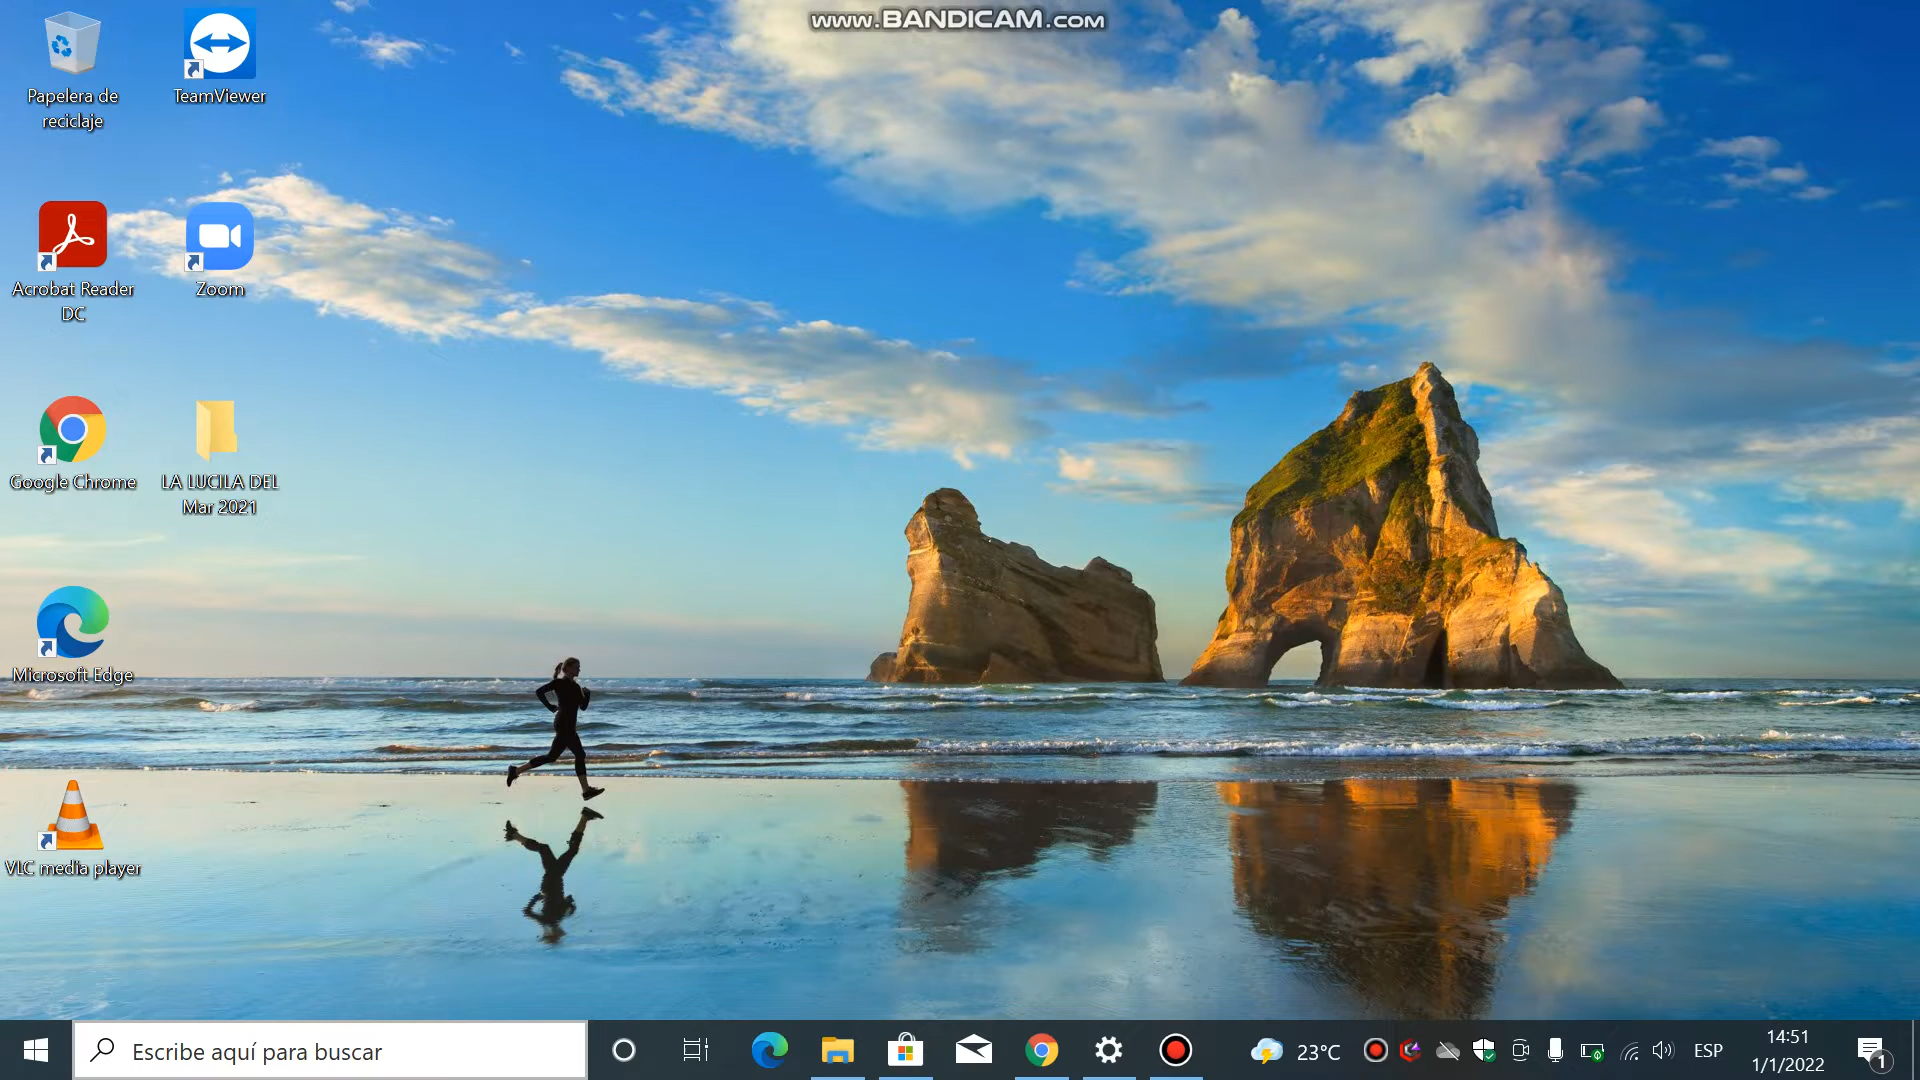 www.BANDICAM.com
Papelera de
reciclaje
TeamViewer
Acrobat Reader
DC
Zoom
Google Chrome
LA LUCILA DEL
Mar 2021
Microsoft Edge
VLC media player
Escribe aquí para buscar
23°C
ESP
14:51
1/1/2022
1